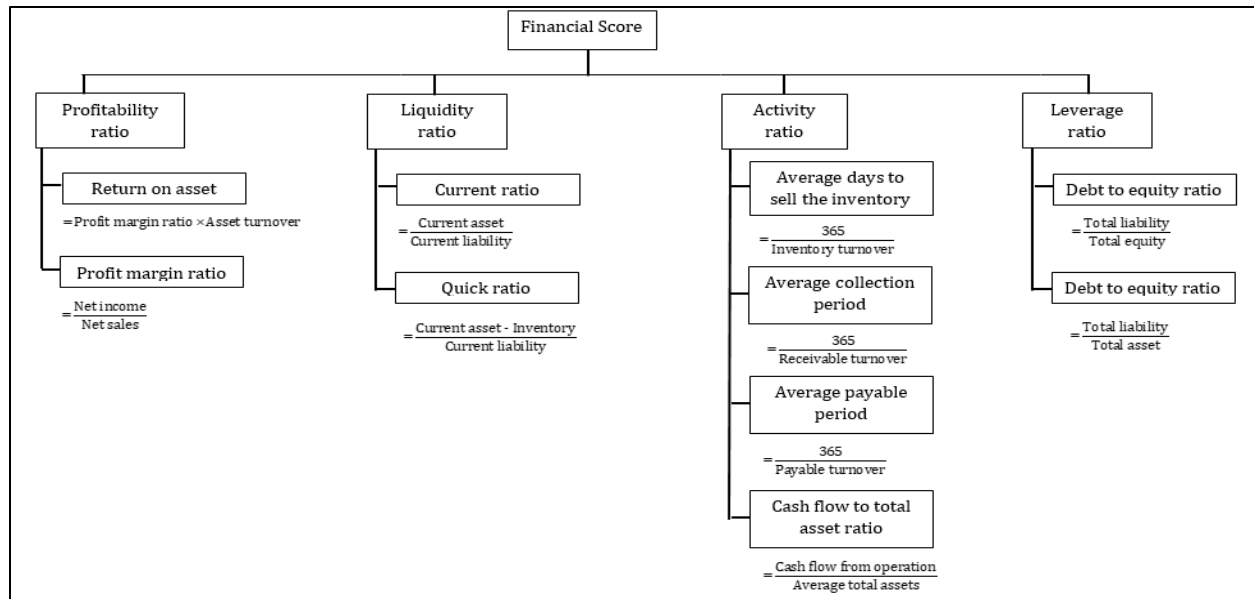 Financial Score
Profitability
ratio
Return on asset
=Profit margin ratio ×Asset turnover
Profit margin ratio
=Net income
Net sales
Liquidity
ratio
Current ratio
=Current asset
Current liability
Quick ratio
=Current asset - Inventory
Current liability
Activity
ratio
Average days to
sell the inventory
=365
Inventory turnover
Average collection
period
=365
Receivable turnover
Average payable
period
=365
Payable turnover
Cash flow to total
asset ratio
=Cash flow from operation
Average total assets
Leverage
ratio
Debt to equity ratio
=Total liability
Total equity
Debt to equity ratio
=Total liability
Total asset